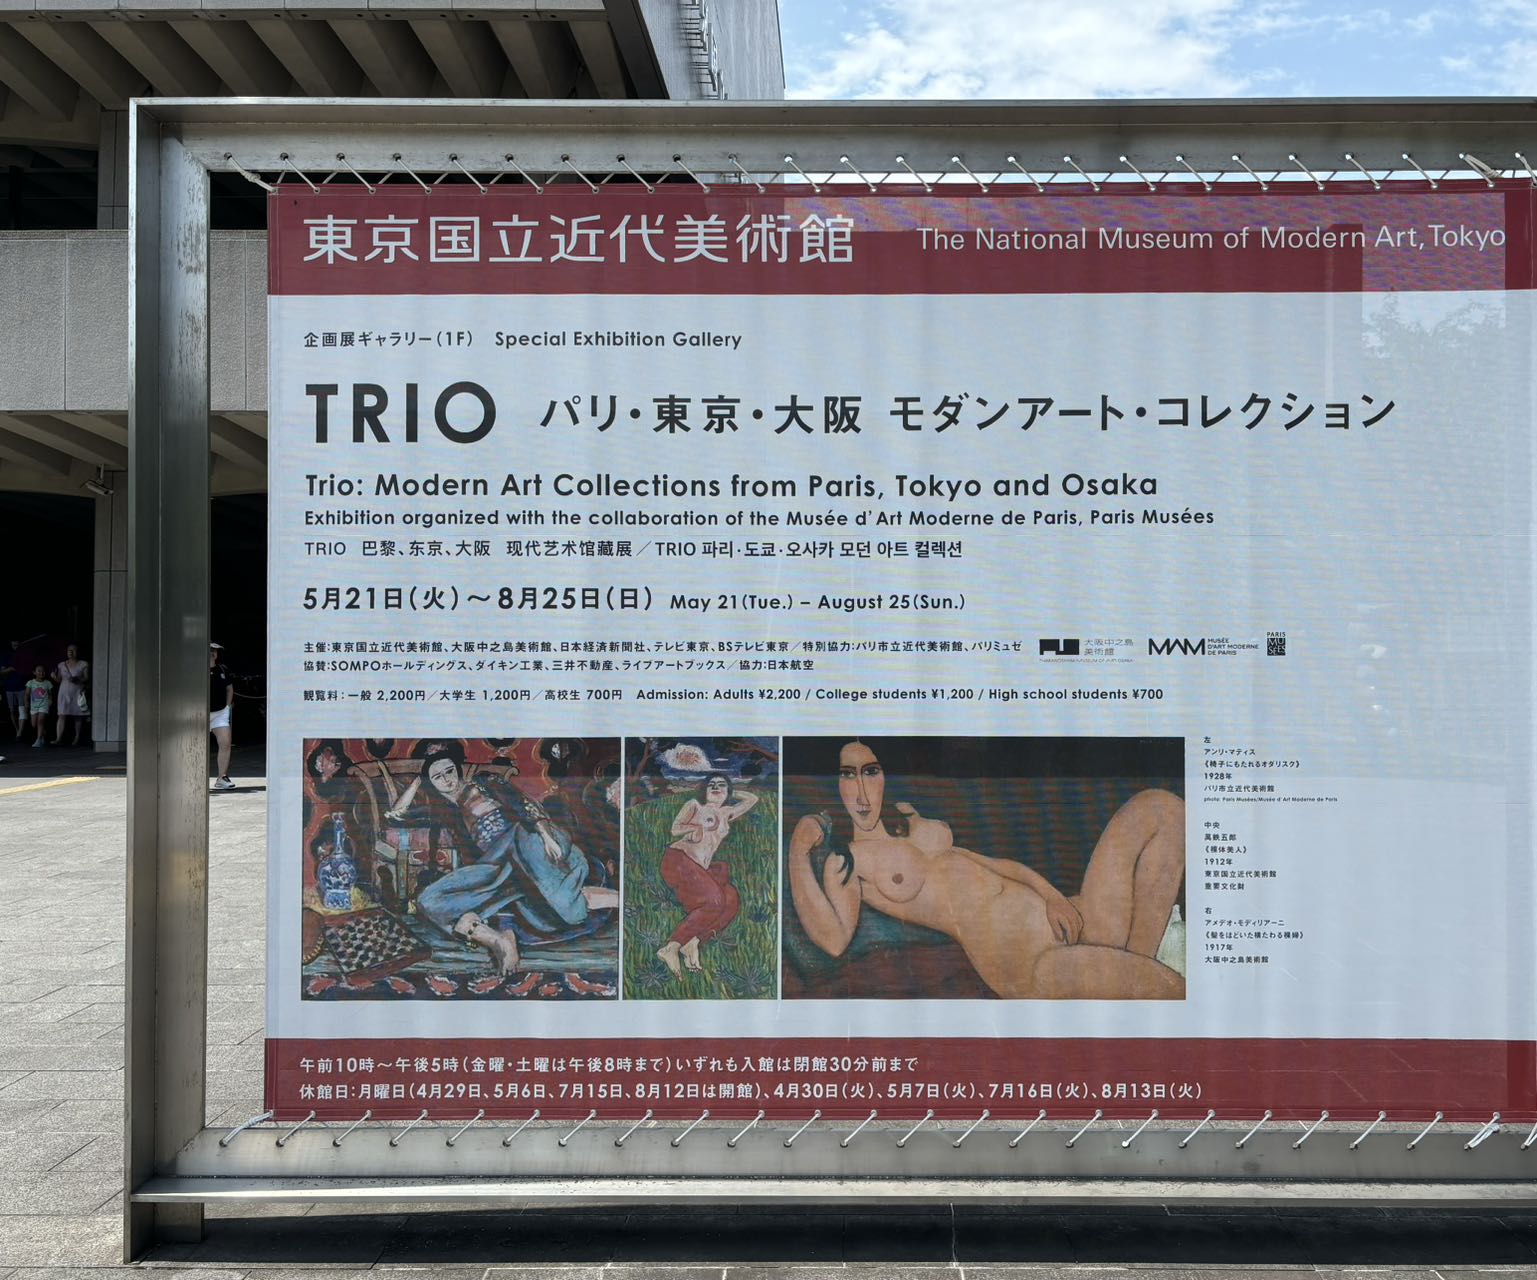 東京国立近代美術館 The National Museum of Modern Art, Tokyo
企画展ギャラリー(1F) Special Exhibition Gallery
TRIO パリ・東京・大阪 モダンアート・コレクション
Trio: Modern Art Collections from Paris, Tokyo and Osaka
Exhibition organized with the collaboration of the Musée d'Art Moderne de Paris, Paris Musées
TRIO 巴黎、东京、大阪 现代艺术馆藏展／TRIO 파리·도쿄·오사카 모던 아트 컬렉션
5月21日(火)～8月25日(日) May 21(Tue.) – August 25(Sun.)
主催:東京国立近代美術館、大阪中之島美術館、日本経済新聞社、テレビ東京、BSテレビ東京／特別協力:パリ市立近代美術館、パリミュゼ
協賛:SOMPOホールディングス、ダイキン工業、三井不動産、ライブアートブックス／協力:日本航空
大阪中之島
美術館
MAM MUSÉE
D'ART MODERNE
DE PARIS
PARIS
MUSÉES
観覧料:一般 2,200円／大学生 1,200円／高校生 700円 Admission: Adults ¥2,200 / College students ¥1,200 / High school students ¥700
左
アンリ・マティス
《椅子にもたれるオダリスク》
1928年
パリ市立近代美術館
photo: Paris Musées/Musée d'Art Moderne de Paris
中央
萬鉄五郎
《裸体美人》
1912年
東京国立近代美術館
重要文化財
右
アメデオ・モディリアーニ
《髪をほどいた横たわる裸婦》
1917年
大阪中之島美術館
午前10時～午後5時(金曜・土曜は午後8時まで)いずれも入館は閉館30分前まで
休館日:月曜日(4月29日、5月6日、7月15日、8月12日は開館)、4月30日(火)、5月7日(火)、7月16日(火)、8月13日(火)